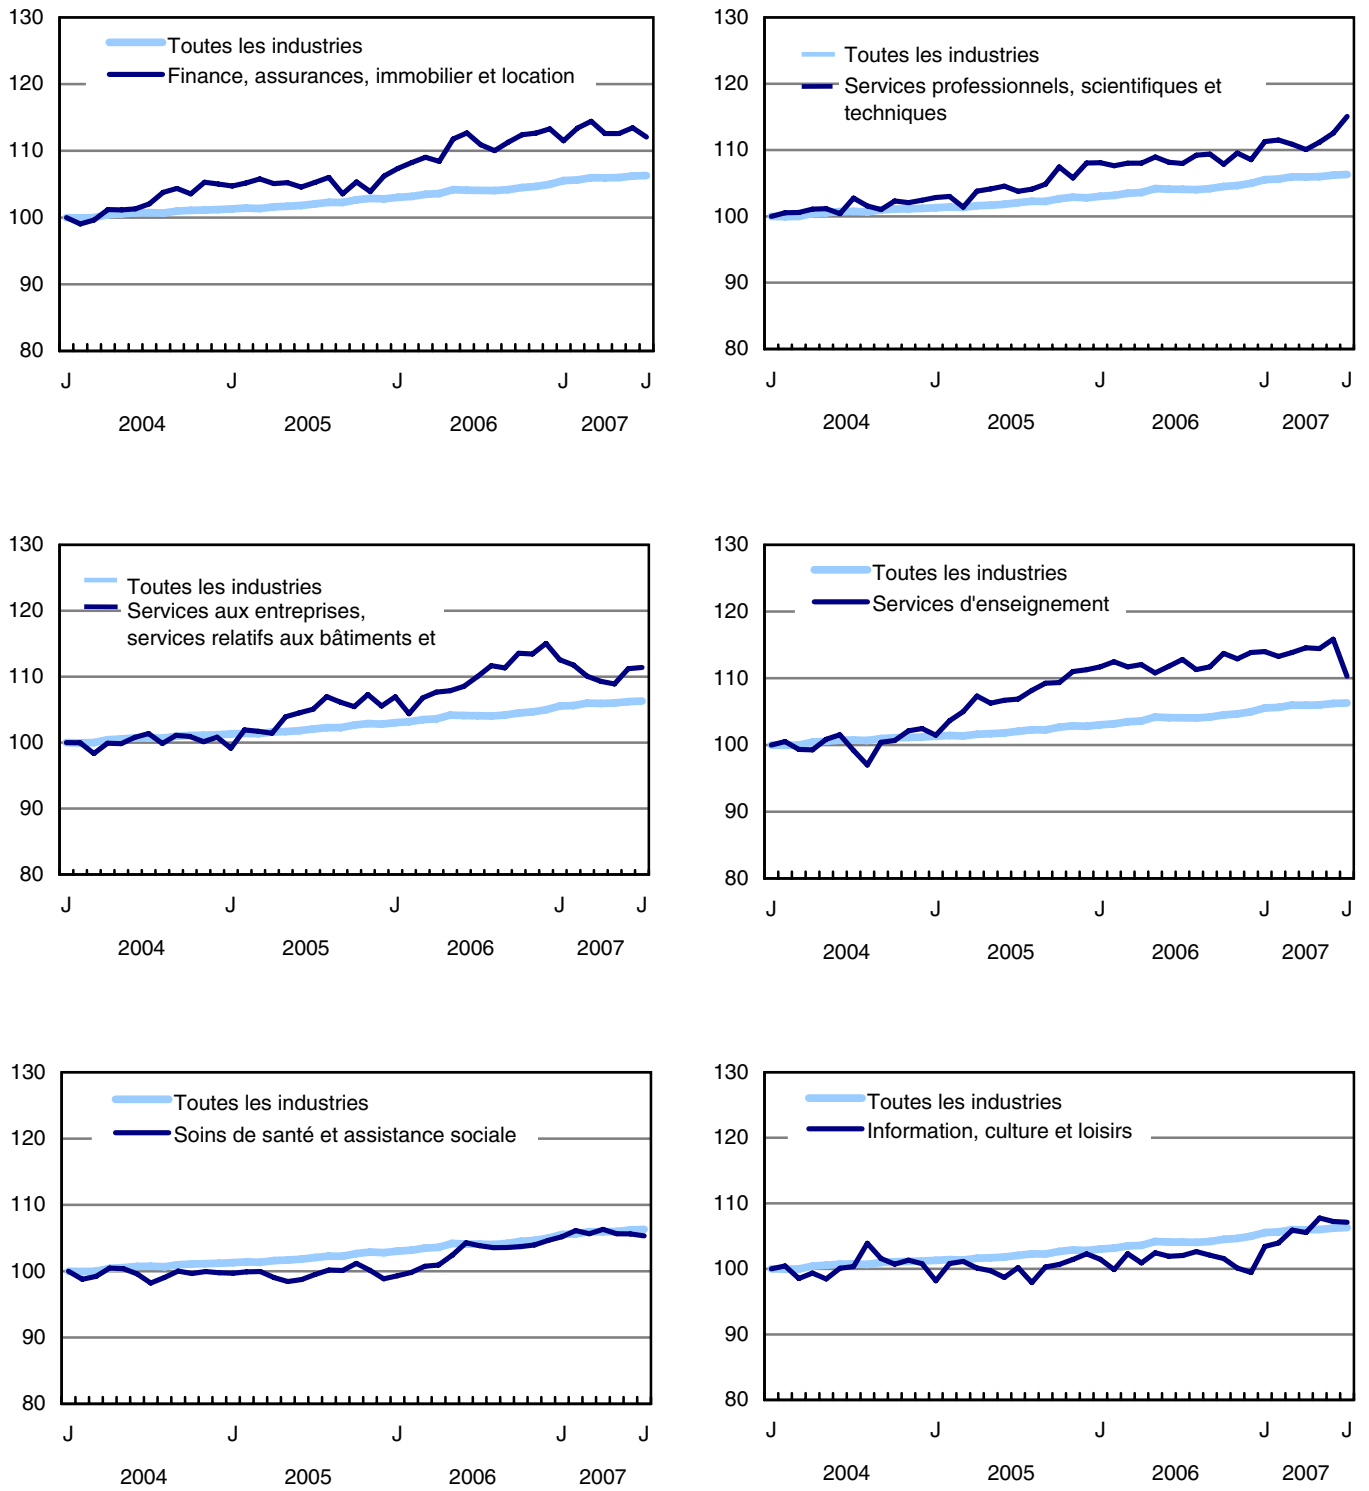 130
120
110
100
90
80
Toutes les industries
Finance, assurances, immobilier et location
J J J J J
2004 2005 2006 2007
130
120
110
100
90
80
Toutes les industries
Services professionnels, scientifiques et
techniques
J J J J J
2004 2005 2006 2007
130
120
110
100
90
80
Toutes les industries
Services aux entreprises,
services relatifs aux bâtiments et
J J J J J
2004 2005 2006 2007
130
120
110
100
90
80
Toutes les industries
Services d'enseignement
J J J J J
2004 2005 2006 2007
130
120
110
100
90
80
Toutes les industries
Soins de santé et assistance sociale
J J J J J
2004 2005 2006 2007
130
120
110
100
90
80
Toutes les industries
Information, culture et loisirs
J J J J J
2004 2005 2006 2007